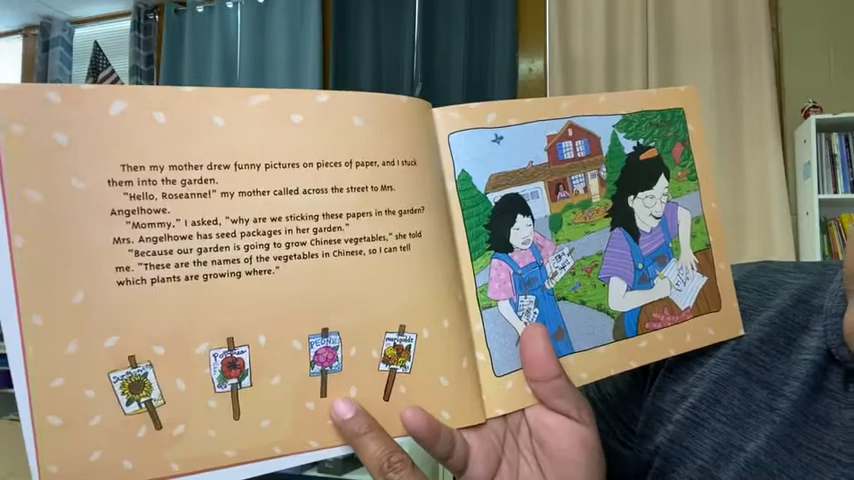 Then my mother drew funny pictures on pieces of paper, and I stuck
them into the garden.
"Hello, Roseanne!" my mother called across the street to Mrs.
Angelhowe.
"Mommy," I asked, "why are we sticking these papers in the garden?
Mrs. Angelhowe has seed packages in her garden."
"Because our garden is going to grow Chinese vegetables," she told
me. "These are the names of the vegetables in Chinese, so I can tell
which plants are growing where."
PEONIE
marigolds